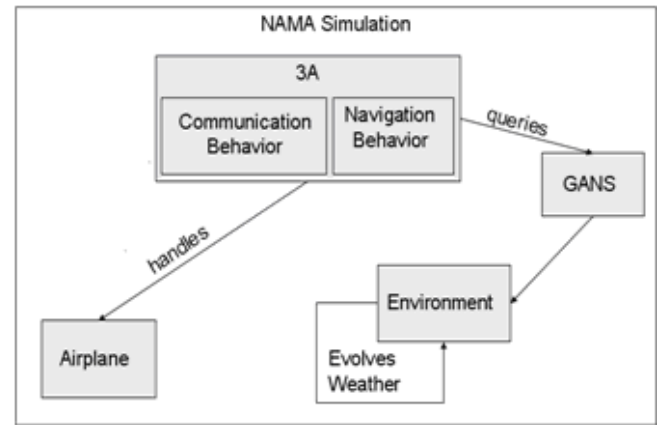 NAMA Simulation
3A
Communication
Behavior
Navigation
Behavior
queries
GANS
handles
Environment
Airplane
Evolves
Weather